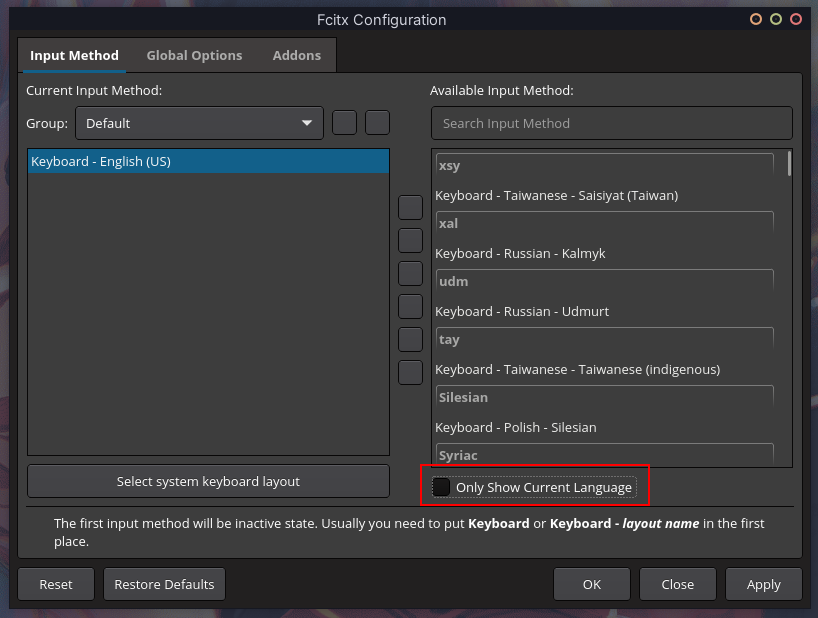 Fcitx Configuration
Input Method
Global Options
Addons
Current Input Method:
Group:
Default
Keyboard - English (US)
Select system keyboard layout
Available Input Method:
Search Input Method
xsy
Keyboard - Taiwanese - Saisiyat (Taiwan)
xal
Keyboard - Russian - Kalmyk
udm
Keyboard - Russian - Udmurt
tay
Keyboard - Taiwanese - Taiwanese (indigenous)
Silesian
Keyboard - Polish - Silesian
Syriac
Only Show Current Language
The first input method will be inactive state. Usually you need to put Keyboard or Keyboard - layout name in the first
place.
Reset
Restore Defaults
OK
Close
Apply